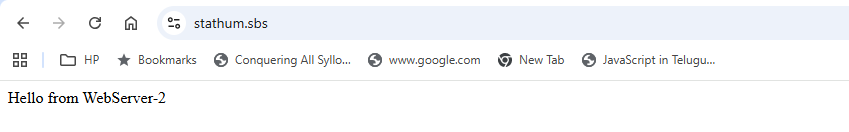 stathum.sbs
HP Bookmarks Conquering All Syllo... www.google.com New Tab JavaScript in Telugu...
Hello from WebServer-2